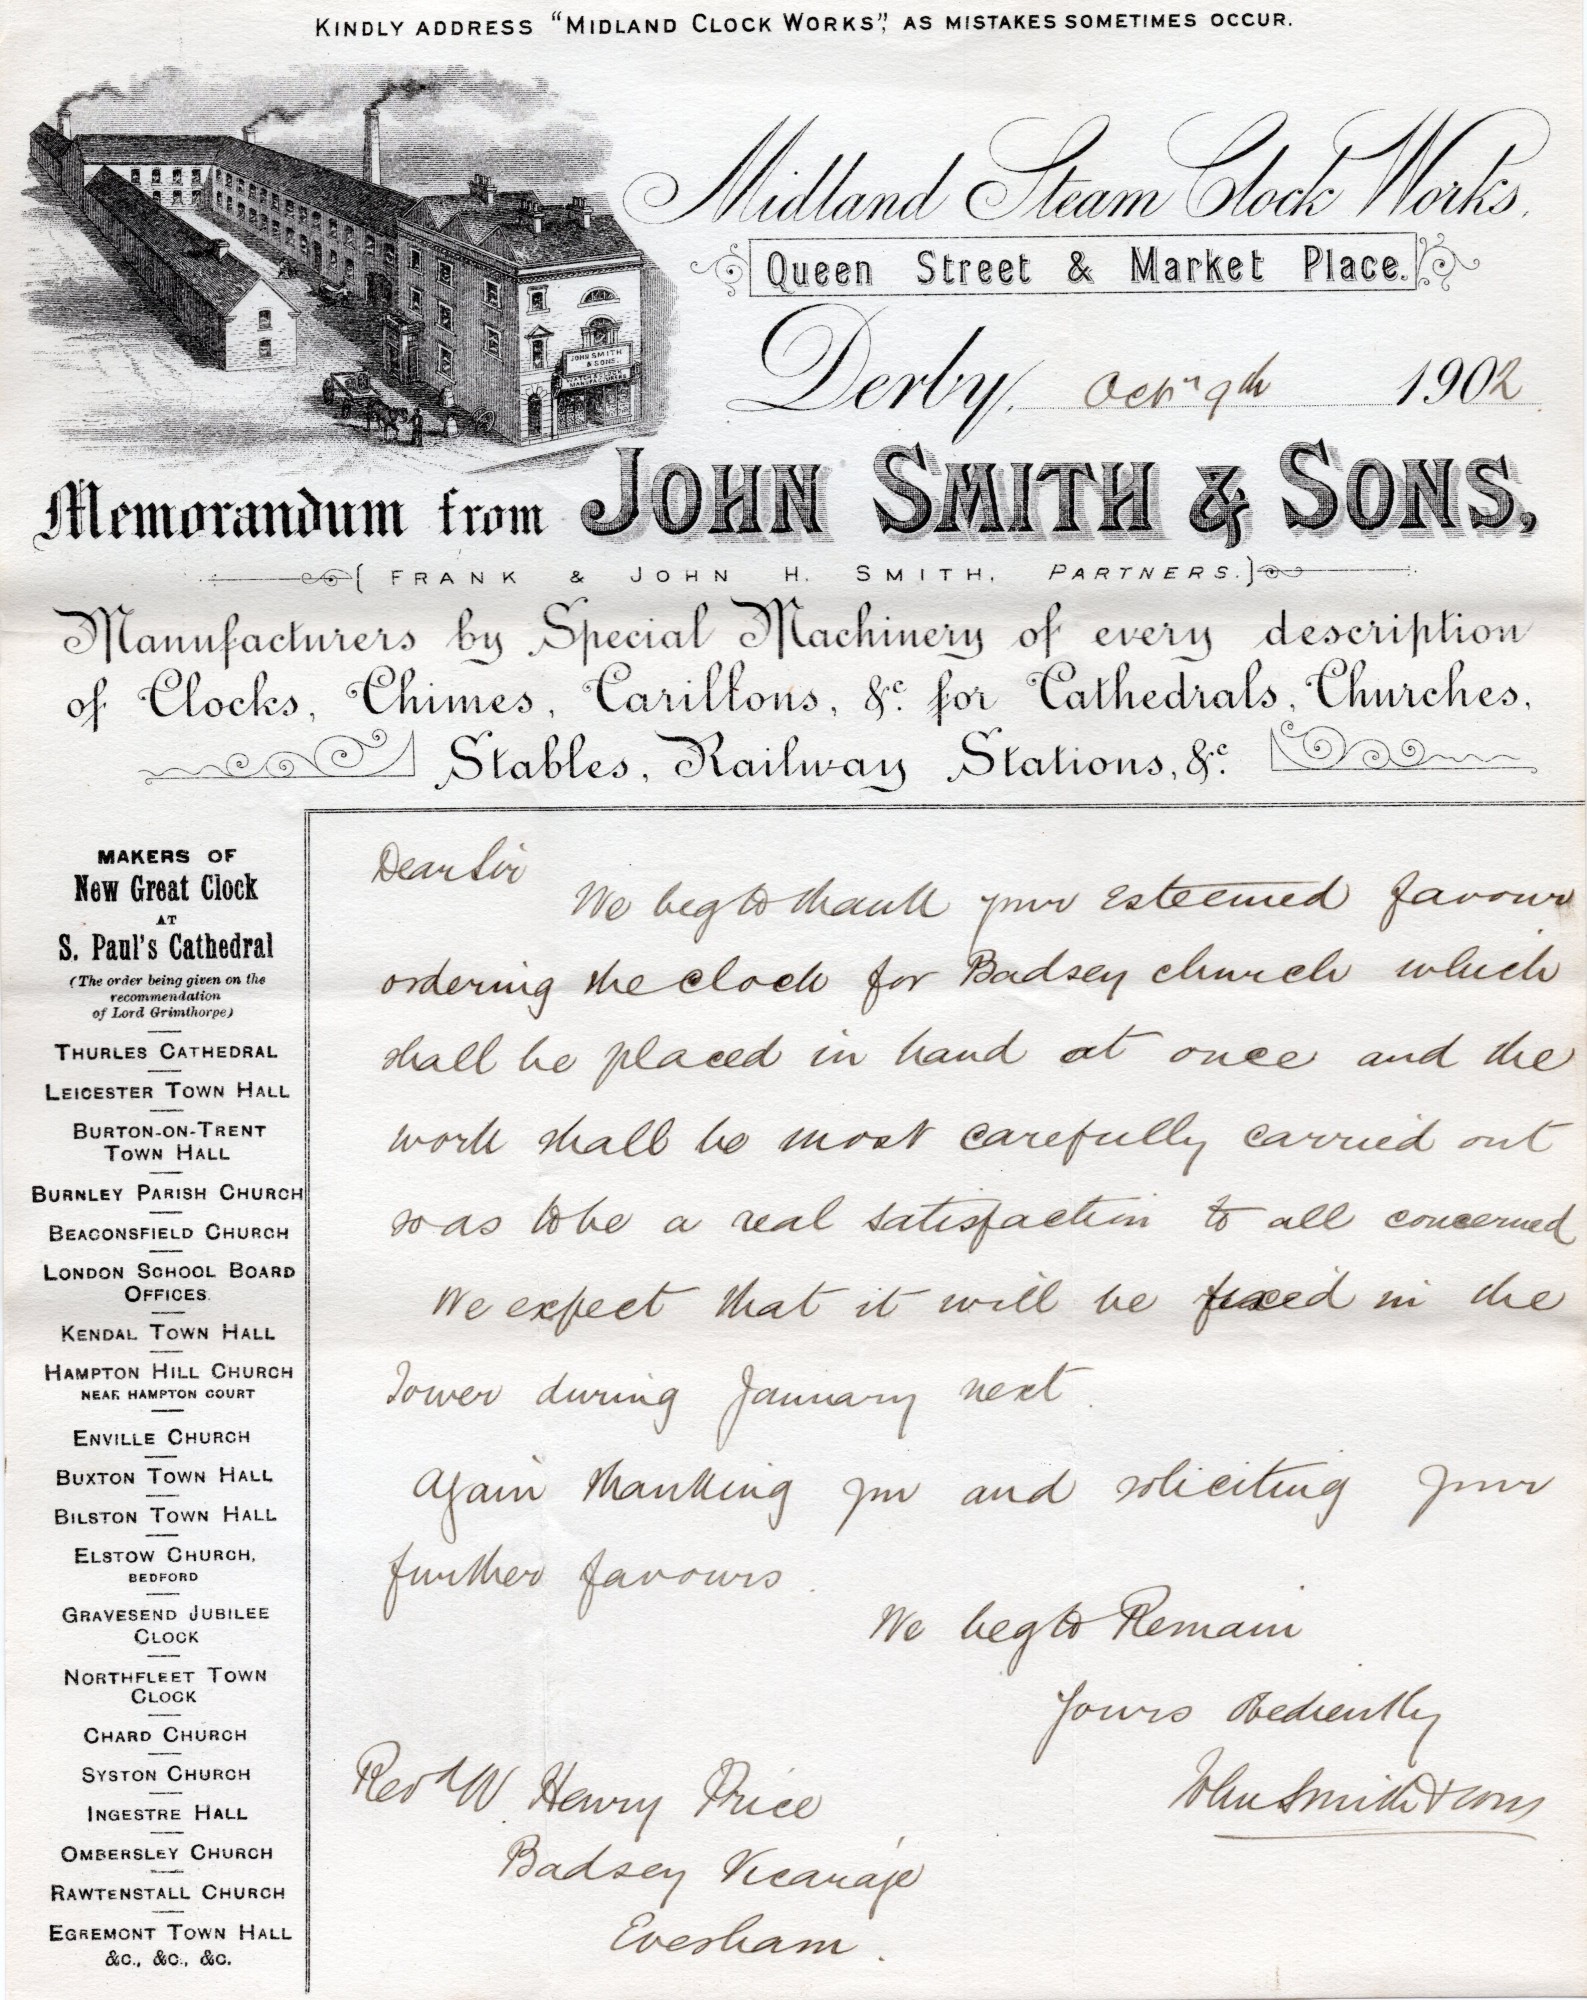 KINDLY ADDRESS "MIDLAND CLOCK WORKS", AS MISTAKES SOMETIMES OCCUR.
Midland Steam Clock Works,
Queen Street & Market Place.
Derby, Octr 9th 1902
JOHN SMITH & SONS.
Memorandum from JOHN SMITH & SONS,
(FRANK & JOHN H. SMITH, PARTNERS.)
Manufacturers by Special Machinery of every description
of Clocks, Chimes, Carillons, &c. for Cathedrals, Churches,
Stables, Railway Stations, &c.
MAKERS OF
New Great Clock
AT
S. Paul's Cathedral
(The order being given on the
recommendation
of Lord Grimthorpe)
THURLES CATHEDRAL
LEICESTER TOWN HALL
BURTON-ON-TRENT
TOWN HALL
BURNLEY PARISH CHURCH
BEACONSFIELD CHURCH
LONDON SCHOOL BOARD
OFFICES.
KENDAL TOWN HALL
HAMPTON HILL CHURCH
NEAR HAMPTON COURT
ENVILLE CHURCH
BUXTON TOWN HALL
BILSTON TOWN HALL
ELSTOW CHURCH,
BEDFORD
GRAVESEND JUBILEE
CLOCK
NORTHFLEET TOWN
CLOCK
CHARD CHURCH
SYSTON CHURCH
INGESTRE HALL
OMBERSLEY CHURCH
RAWTENSTALL CHURCH
EGREMONT TOWN HALL
&c., &c., &c.
Dear Sir
We beg to thank your esteemed favour
ordering the clock for Badsey church which
shall be placed in hand at once and the
work shall be most carefully carried out
so as to be a real satisfaction to all concerned
We expect that it will be fixed in the
Tower during January next.
Again thanking you and soliciting your
further favours.
We beg to Remain
Yours Obediently
John Smith & Sons
Revd W Henry Price
Badsey Vicarage
Evesham.